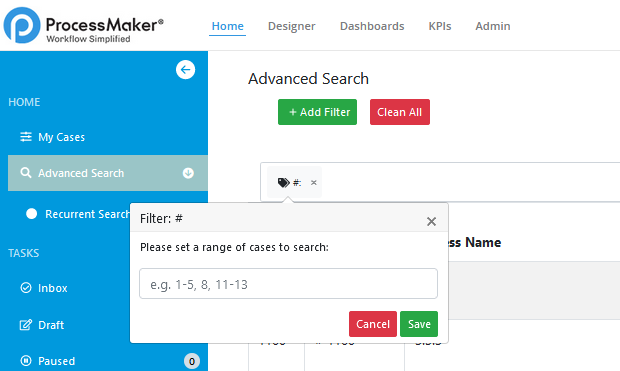 ProcessMaker®
Workflow Simplified
Home Designer Dashboards KPIs Admin
HOME
My Cases
Advanced Search
Recurrent Search
TASKS
Inbox
Draft
Paused 0
Advanced Search
+ Add Filter Clean All
#: ×
Filter: # ×
Please set a range of cases to search:
e.g. 1-5, 8, 11-13
Cancel Save
Name